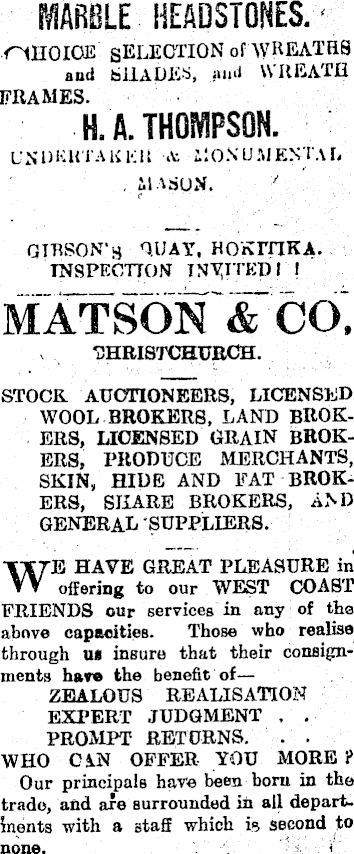 MARBLE HEADSTONES.
CHOICE SELECTION of WREATHS
and SHADES, and WREATH
FRAMES.
H. A. THOMPSON.
UNDERTAKER & MONUMENTAL
MASON.
GIBSON'S QUAY, HOKITIKA.
INSPECTION INVITED! !
MATSON & CO,
CHRISTCHURCH.
STOCK AUCTIONEERS, LICENSED
WOOL BROKERS, LAND BROK-
ERS, LICENSED GRAIN BROK-
ERS, PRODUCE MERCHANTS,
SKIN, HIDE AND FAT BROK-
ERS, SHARE BROKERS, AND
GENERAL SUPPLIERS.
WE HAVE GREAT PLEASURE in
offering to our WEST COAST
FRIENDS our services in any of the
above capacities. Those who realise
through us insure that their consign-
ments have the benefit of—
ZEALOUS REALISATION
EXPERT JUDGMENT . .
PROMPT RETURNS. . .
WHO CAN OFFER YOU MORE?
Our principals have been born in the
trade, and are surrounded in all depart-
ments with a staff which is second to
none.